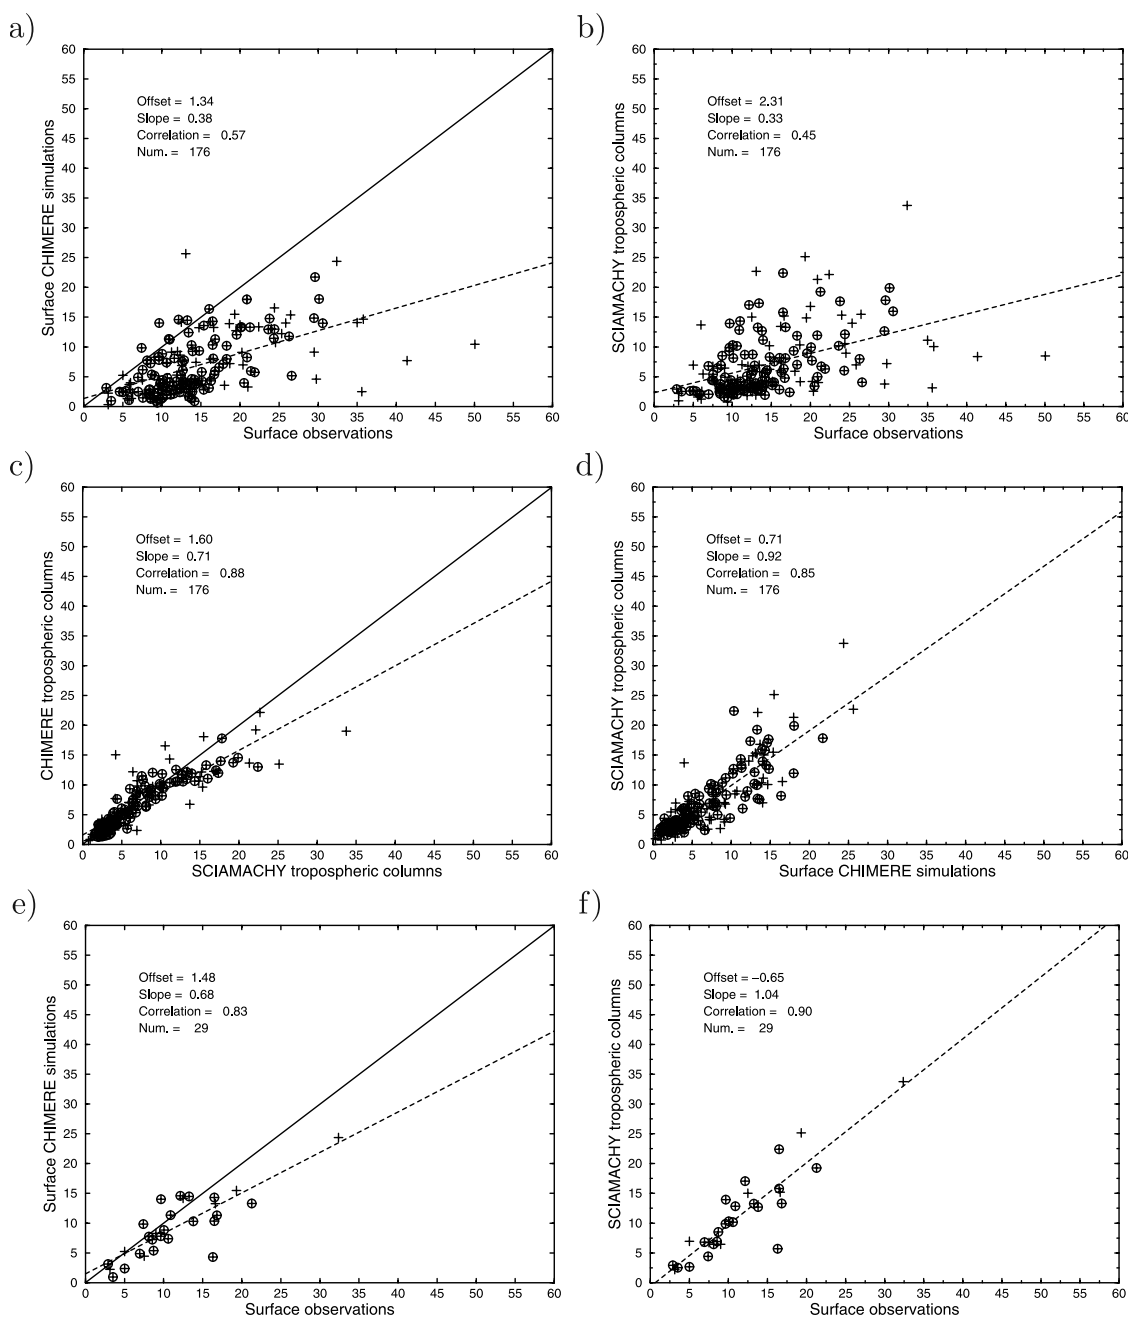 a)
Surface CHIMERE simulations
60
55
50
45
40
35
30
25
20
15
10
5
0
Offset = 1.34
Slope = 0.38
Correlation = 0.57
Num. = 176
0 5 10 15 20 25 30 35 40 45 50 55 60
Surface observations
b)
SCIAMACHY tropospheric columns
60
55
50
45
40
35
30
25
20
15
10
5
0
Offset = 2.31
Slope = 0.33
Correlation = 0.45
Num. = 176
0 5 10 15 20 25 30 35 40 45 50 55 60
Surface observations
c)
CHIMERE tropospheric columns
60
55
50
45
40
35
30
25
20
15
10
5
0
Offset = 1.60
Slope = 0.71
Correlation = 0.88
Num. = 176
0 5 10 15 20 25 30 35 40 45 50 55 60
SCIAMACHY tropospheric columns
d)
SCIAMACHY tropospheric columns
60
55
50
45
40
35
30
25
20
15
10
5
0
Offset = 0.71
Slope = 0.92
Correlation = 0.85
Num. = 176
0 5 10 15 20 25 30 35 40 45 50 55 60
Surface CHIMERE simulations
e)
Surface CHIMERE simulations
60
55
50
45
40
35
30
25
20
15
10
5
0
Offset = 1.48
Slope = 0.68
Correlation = 0.83
Num. = 29
0 5 10 15 20 25 30 35 40 45 50 55 60
Surface observations
f)
SCIAMACHY tropospheric columns
60
55
50
45
40
35
30
25
20
15
10
5
0
Offset = −0.65
Slope = 1.04
Correlation = 0.90
Num. = 29
0 5 10 15 20 25 30 35 40 45 50 55 60
Surface observations